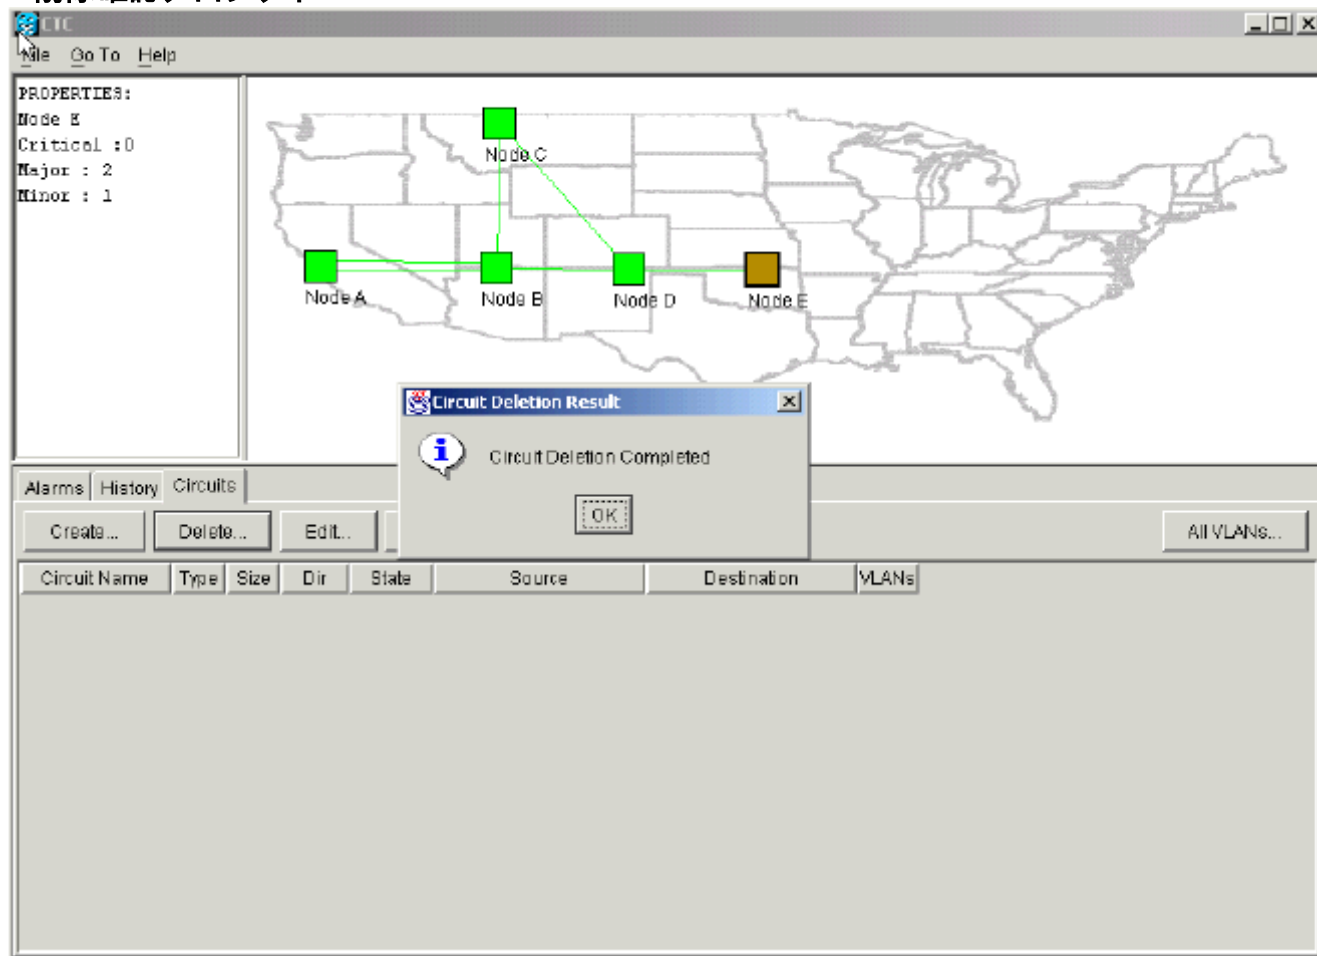 CTC
File Go To Help
PROPERTIES:
Node E
Critical :0
Major : 2
Minor : 1
Node C
Node A
Node B
Node D
Node E
Circuit Deletion Result
Circuit Deletion Completed
OK
Alarms History Circuits
Create... Delete... Edit... All VLANs...
Circuit Name Type Size Dir State Source Destination VLANs